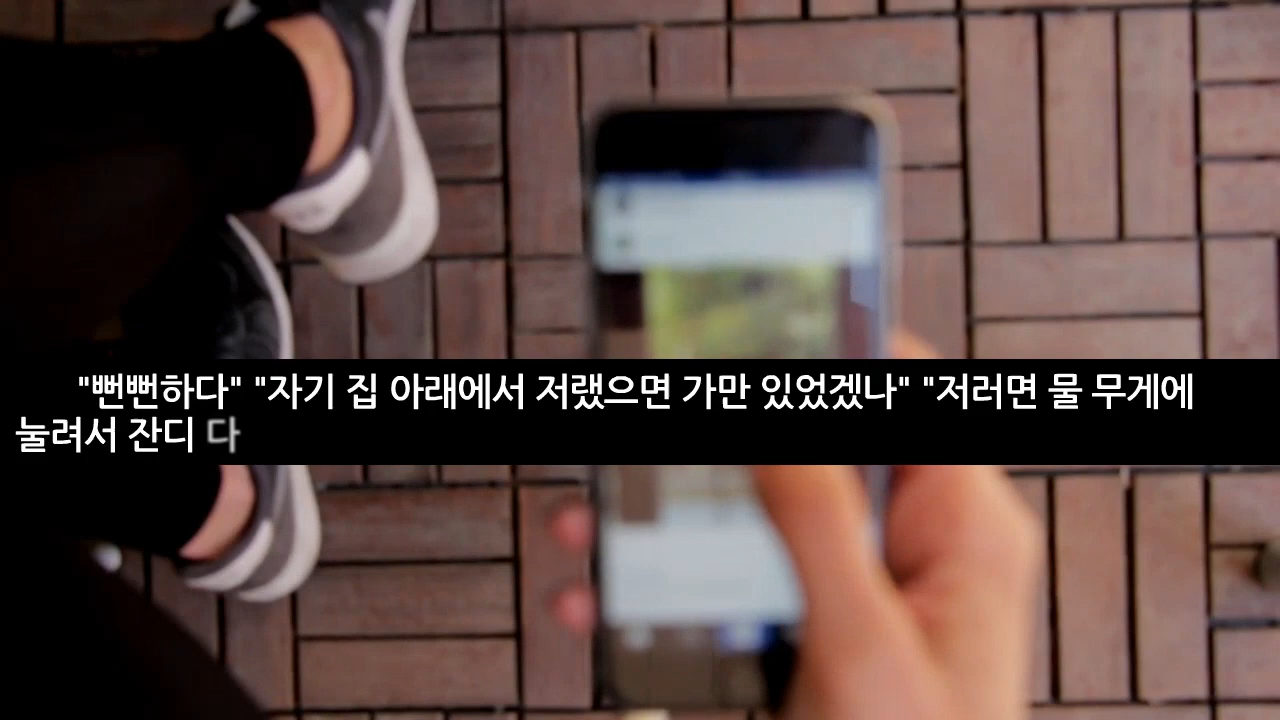 "뻔뻔하다" "자기 집 아래에서 저랬으면 가만 있었겠나" "저러면 물 무게에
눌려서 잔디 다